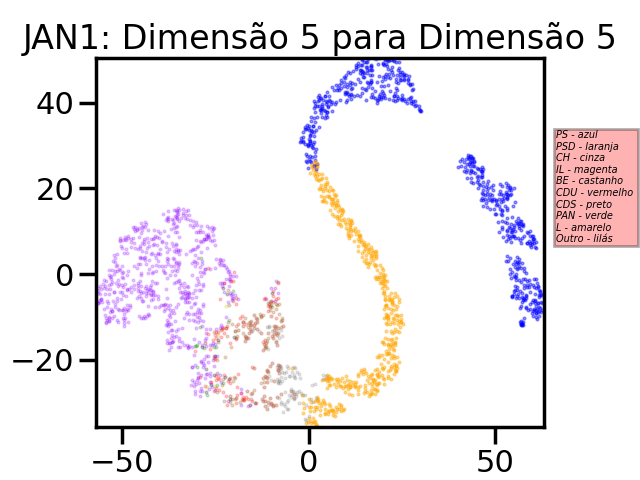 JAN1: Dimensão 5 para Dimensão 5
40
20
0
−20
−50
0
50
PS - azul
PSD - laranja
CH - cinza
IL - magenta
BE - castanho
CDU - vermelho
CDS - preto
PAN - verde
L - amarelo
Outro - lilás